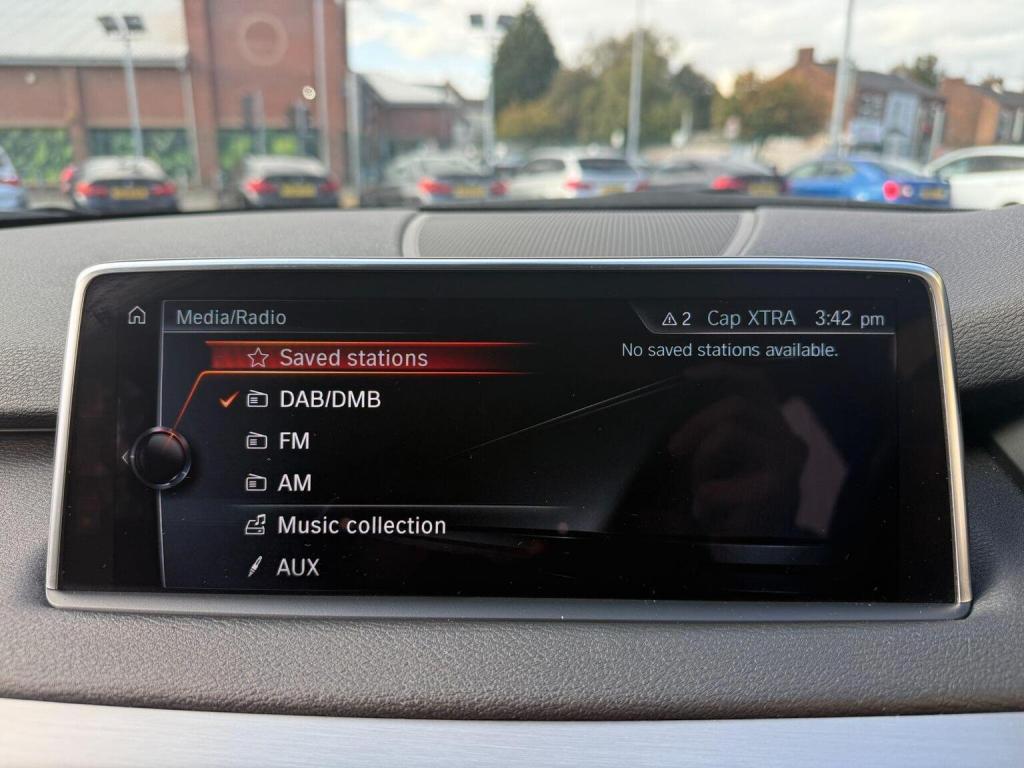 Media/Radio
2 Cap XTRA 3:42 pm
Saved stations
No saved stations available.
DAB/DMB
FM
AM
Music collection
AUX